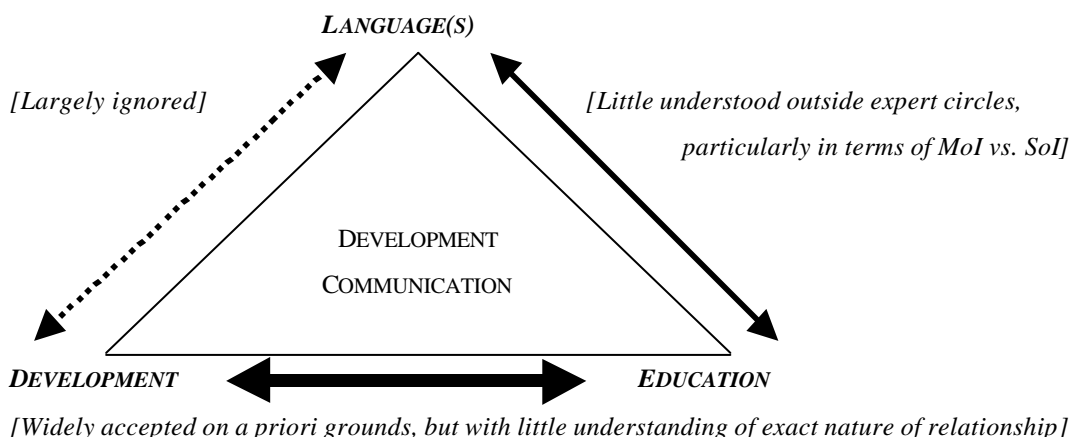 LANGUAGE(S)
[Largely ignored]
[Little understood outside expert circles,
particularly in terms of MoI vs. SoI]
DEVELOPMENT
COMMUNICATION
DEVELOPMENT
EDUCATION
[Widely accepted on a priori grounds, but with little understanding of exact nature of relationship]